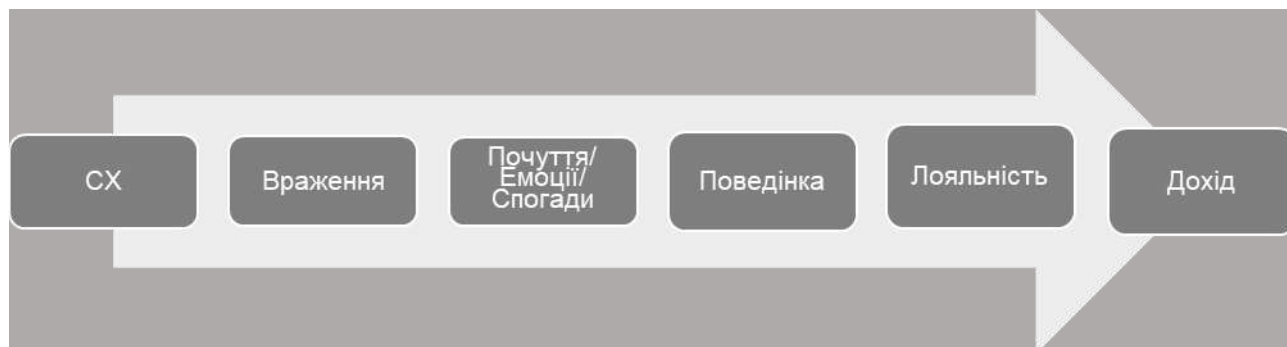 CX
Враження
Почуття/
Емоції/
Спогади
Поведінка
Лояльність
Дохід